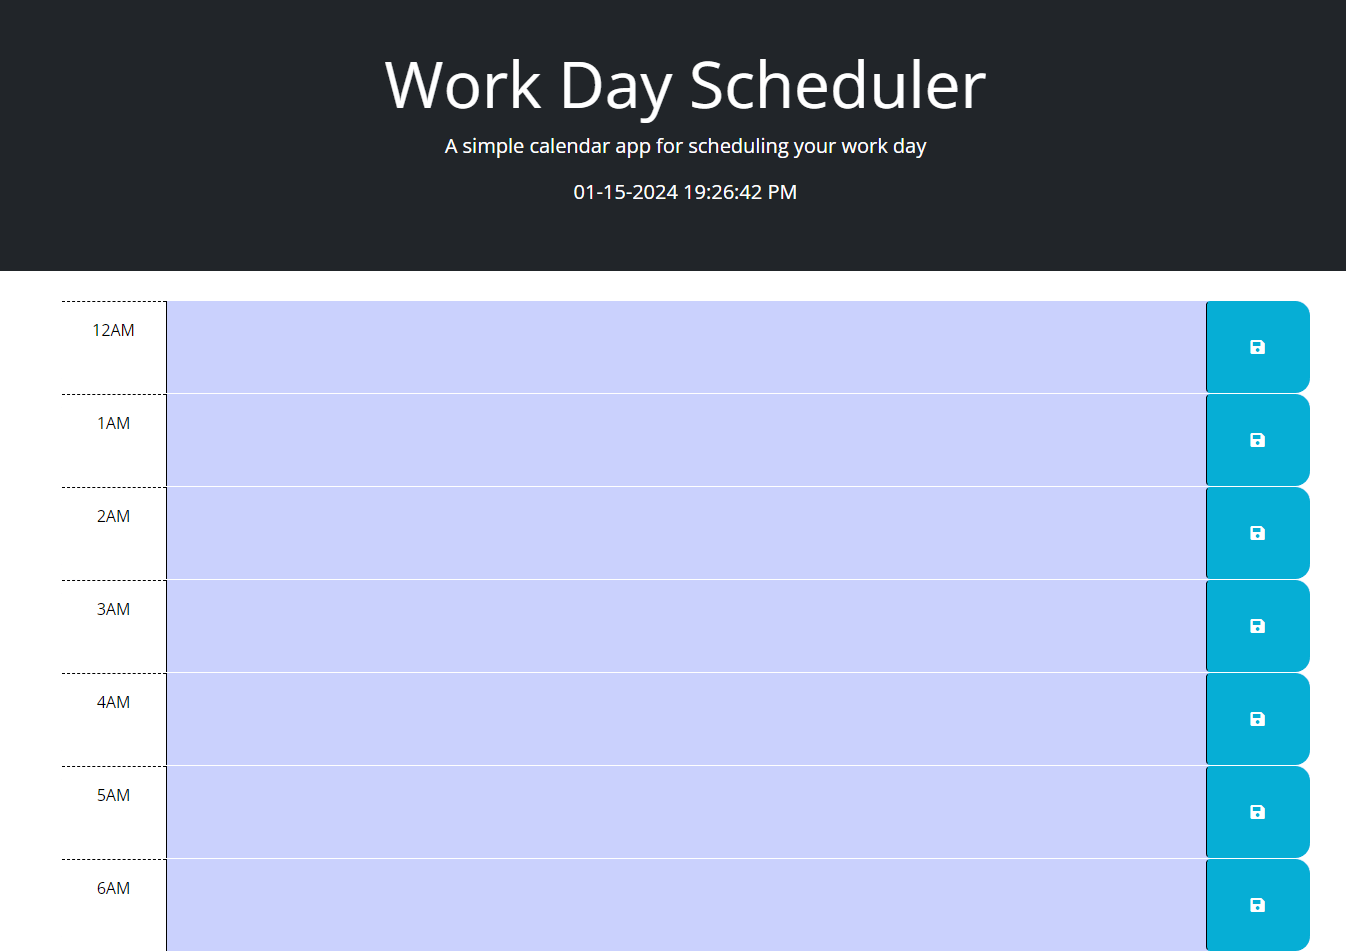 Work Day Scheduler
A simple calendar app for scheduling your work day
01-15-2024 19:26:42 PM
12AM
1AM
2AM
3AM
4AM
5AM
6AM